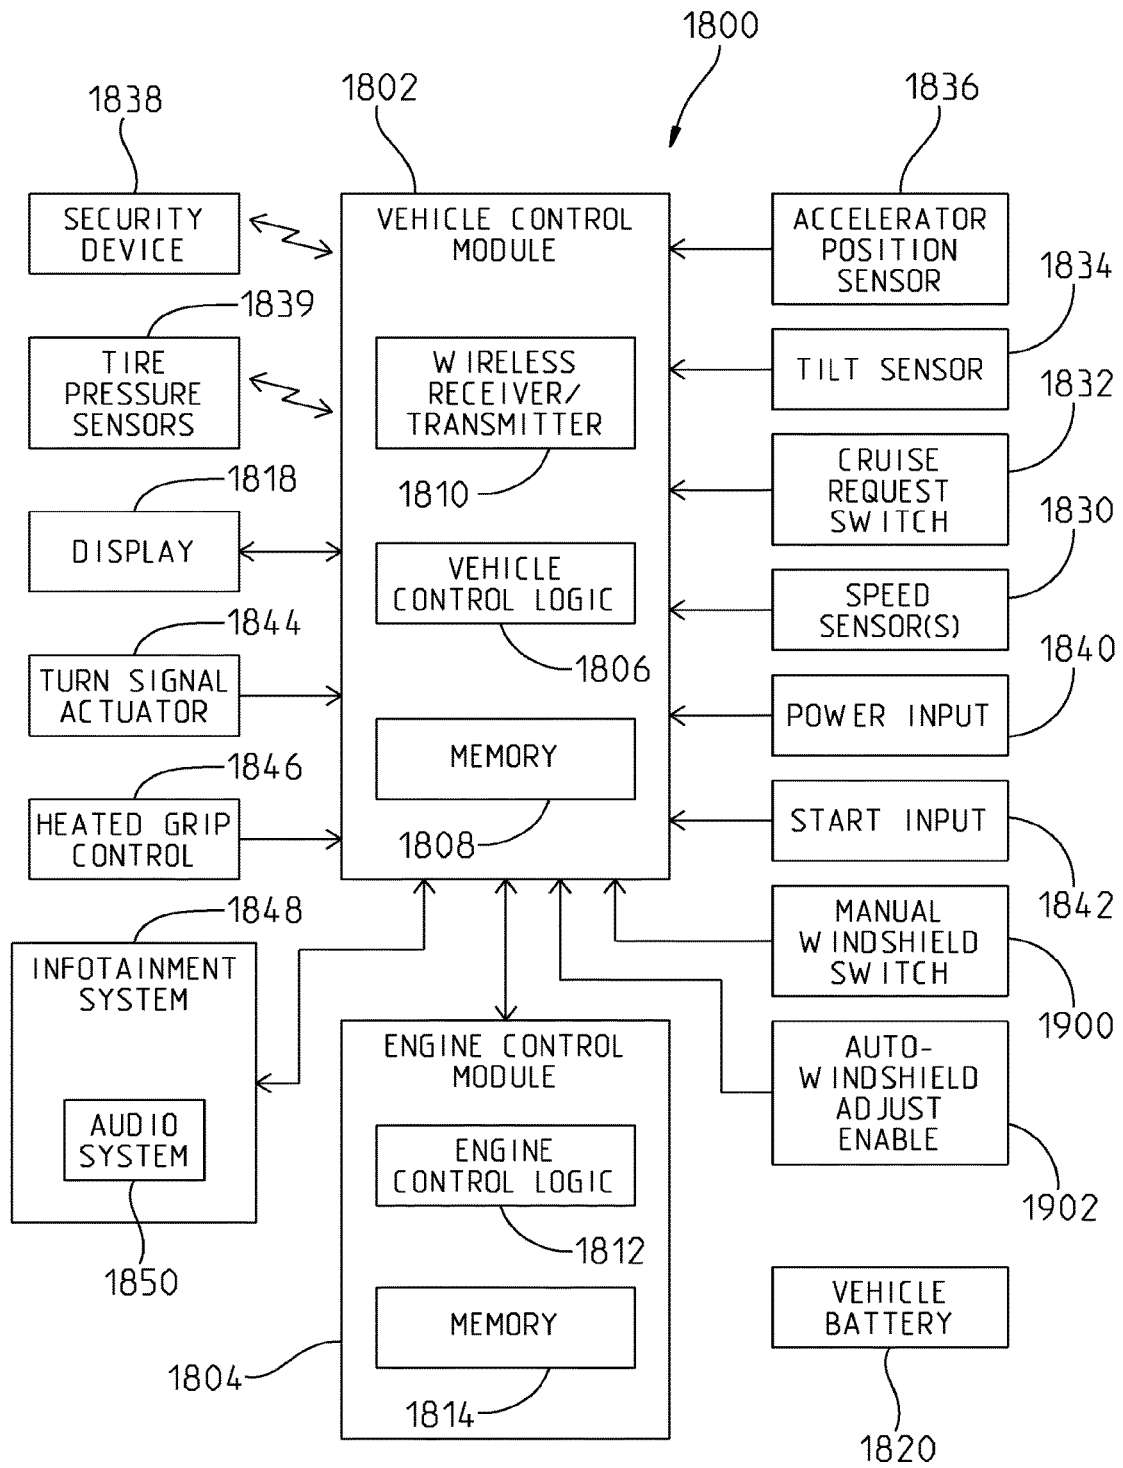 1800
1838
1802
1836
SECURITY
DEVICE
VEHICLE CONTROL
MODULE
ACCELERATOR
POSITION
SENSOR
1834
1839
TIRE
PRESSURE
SENSORS
WIRELESS
RECEIVER/
TRANSMITTER
TILT SENSOR
1832
1818
1810
CRUISE
REQUEST
SWITCH
1830
DISPLAY
VEHICLE
CONTROL LOGIC
SPEED
SENSOR(S)
1844
1806
1840
TURN SIGNAL
ACTUATOR
POWER INPUT
1846
MEMORY
HEATED GRIP
CONTROL
1808
START INPUT
1848
1842
INFOTAINMENT
SYSTEM
MANUAL
WINDSHIELD
SWITCH
1900
ENGINE CONTROL
MODULE
AUTO-
WINDSHIELD
ADJUST
ENABLE
AUDIO
SYSTEM
ENGINE
CONTROL LOGIC
1902
1850
1812
MEMORY
VEHICLE
BATTERY
1804
1814
1820